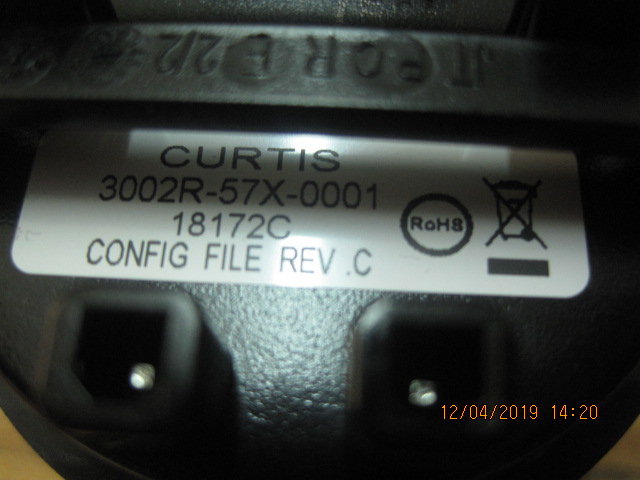 CURTIS
3002R-57X-0001
18172C
CONFIG FILE REV .C
RoHS
12/04/2019 14:20